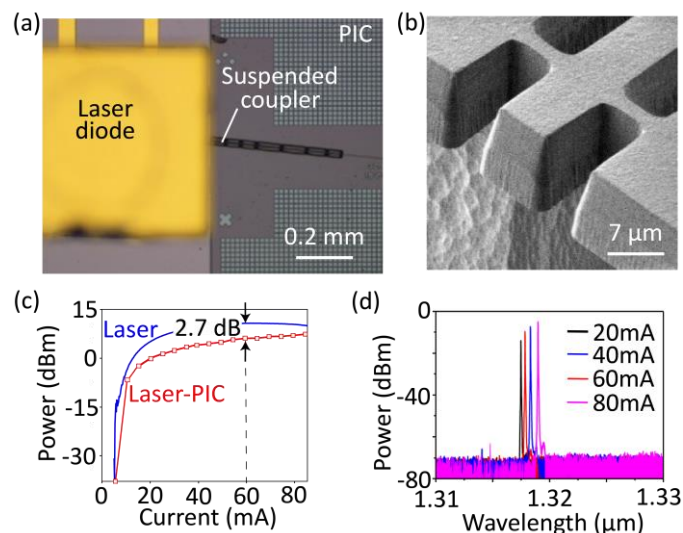 (a)
PIC
Suspended
coupler
Laser
diode
0.2 mm
(b)
7 µm
(c)
15
0
-15
-30
Power (dBm)
Laser
2.7 dB
Laser-PIC
0
20
40
60
80
Current (mA)
(d)
0
-40
-80
Power (dBm)
20mA
40mA
60mA
80mA
1.31
1.32
1.33
Wavelength (µm)